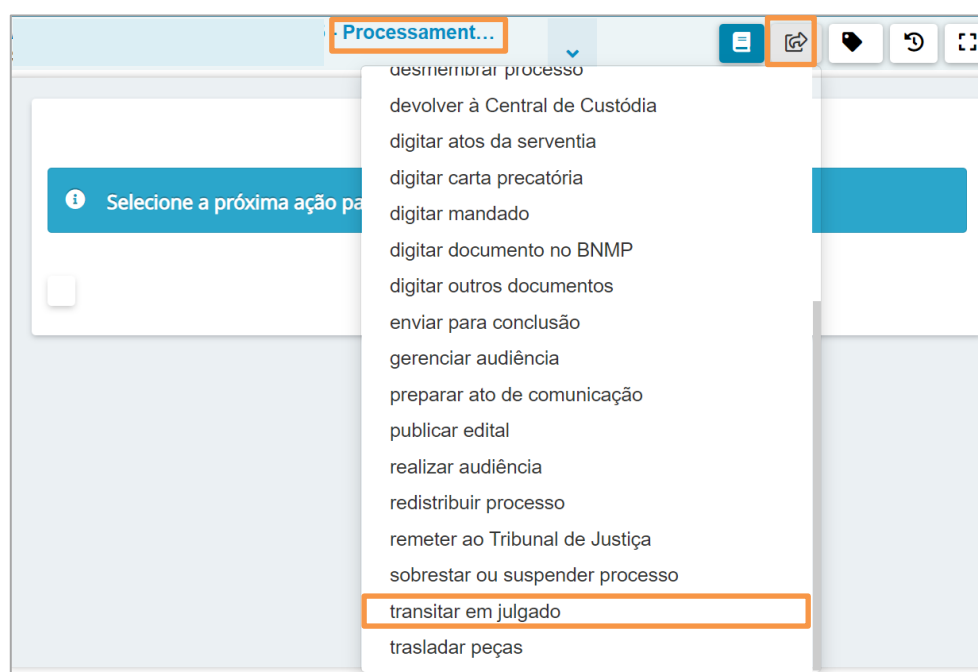 - Processament...
desmembrar processo
devolver à Central de Custódia
digitar atos da serventia
digitar carta precatória
digitar mandado
Selecione a próxima ação pa
digitar documento no BNMP
digitar outros documentos
enviar para conclusão
gerenciar audiência
preparar ato de comunicação
publicar edital
realizar audiência
redistribuir processo
remeter ao Tribunal de Justiça
sobrestar ou suspender processo
transitar em julgado
trasladar peças